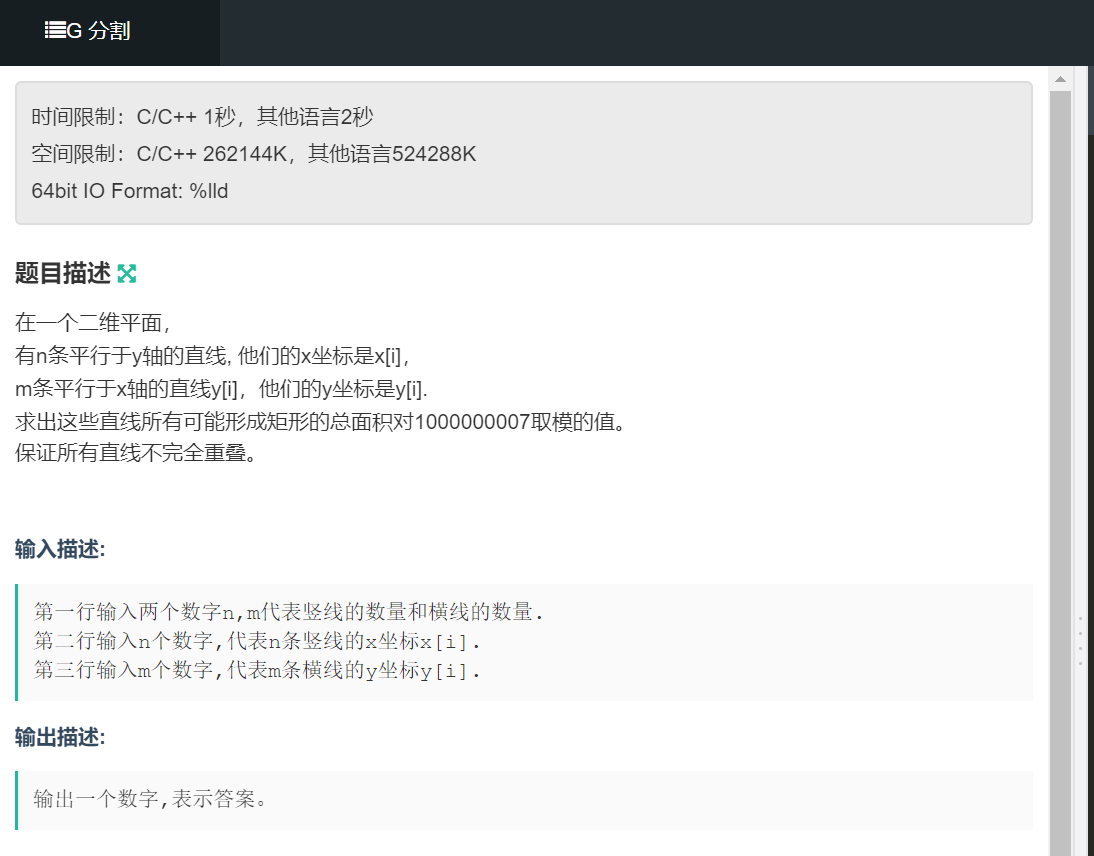 G 分割
时间限制：C/C++ 1秒，其他语言2秒
空间限制：C/C++ 262144K，其他语言524288K
64bit IO Format: %lld
题目描述
在一个二维平面，
有n条平行于y轴的直线, 他们的x坐标是x[i]，
m条平行于x轴的直线y[i]，他们的y坐标是y[i].
求出这些直线所有可能形成矩形的总面积对1000000007取模的值。
保证所有直线不完全重叠。
输入描述:
第一行输入两个数字n,m代表竖线的数量和横线的数量.
第二行输入n个数字,代表n条竖线的x坐标x[i].
第三行输入m个数字,代表m条横线的y坐标y[i].
输出描述:
输出一个数字,表示答案。